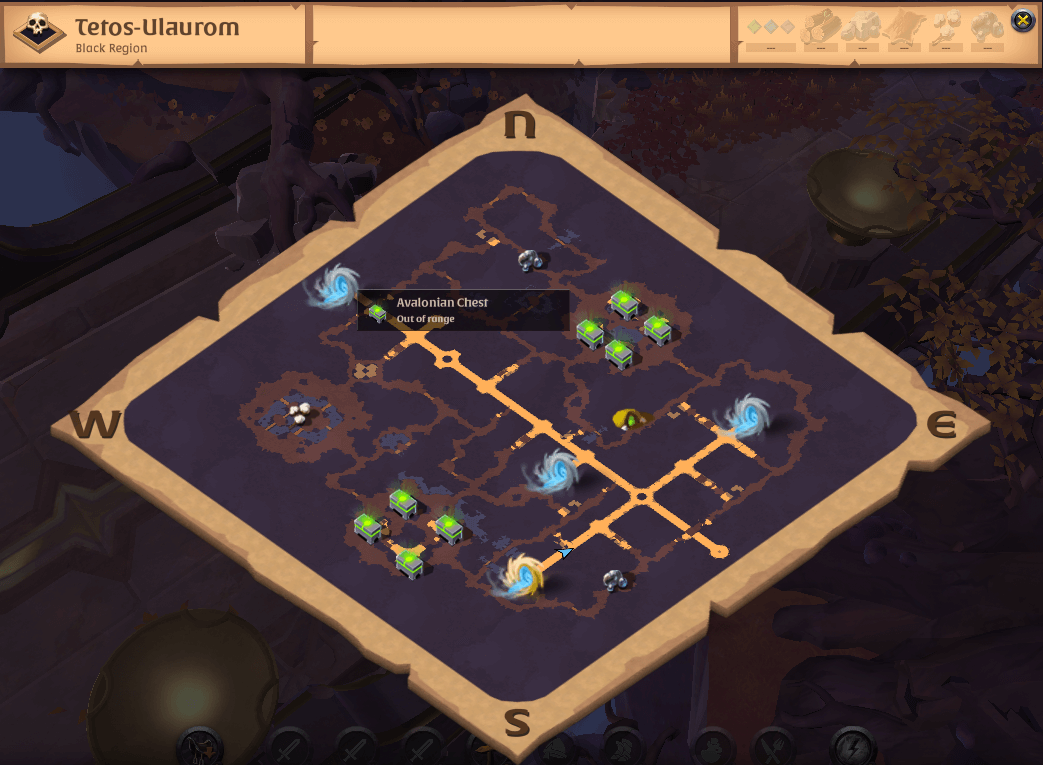 Tetos-Ulaurom
Black Region
---
---
---
---
---
---
N
Avalonian Chest
Out of range
W
E
S